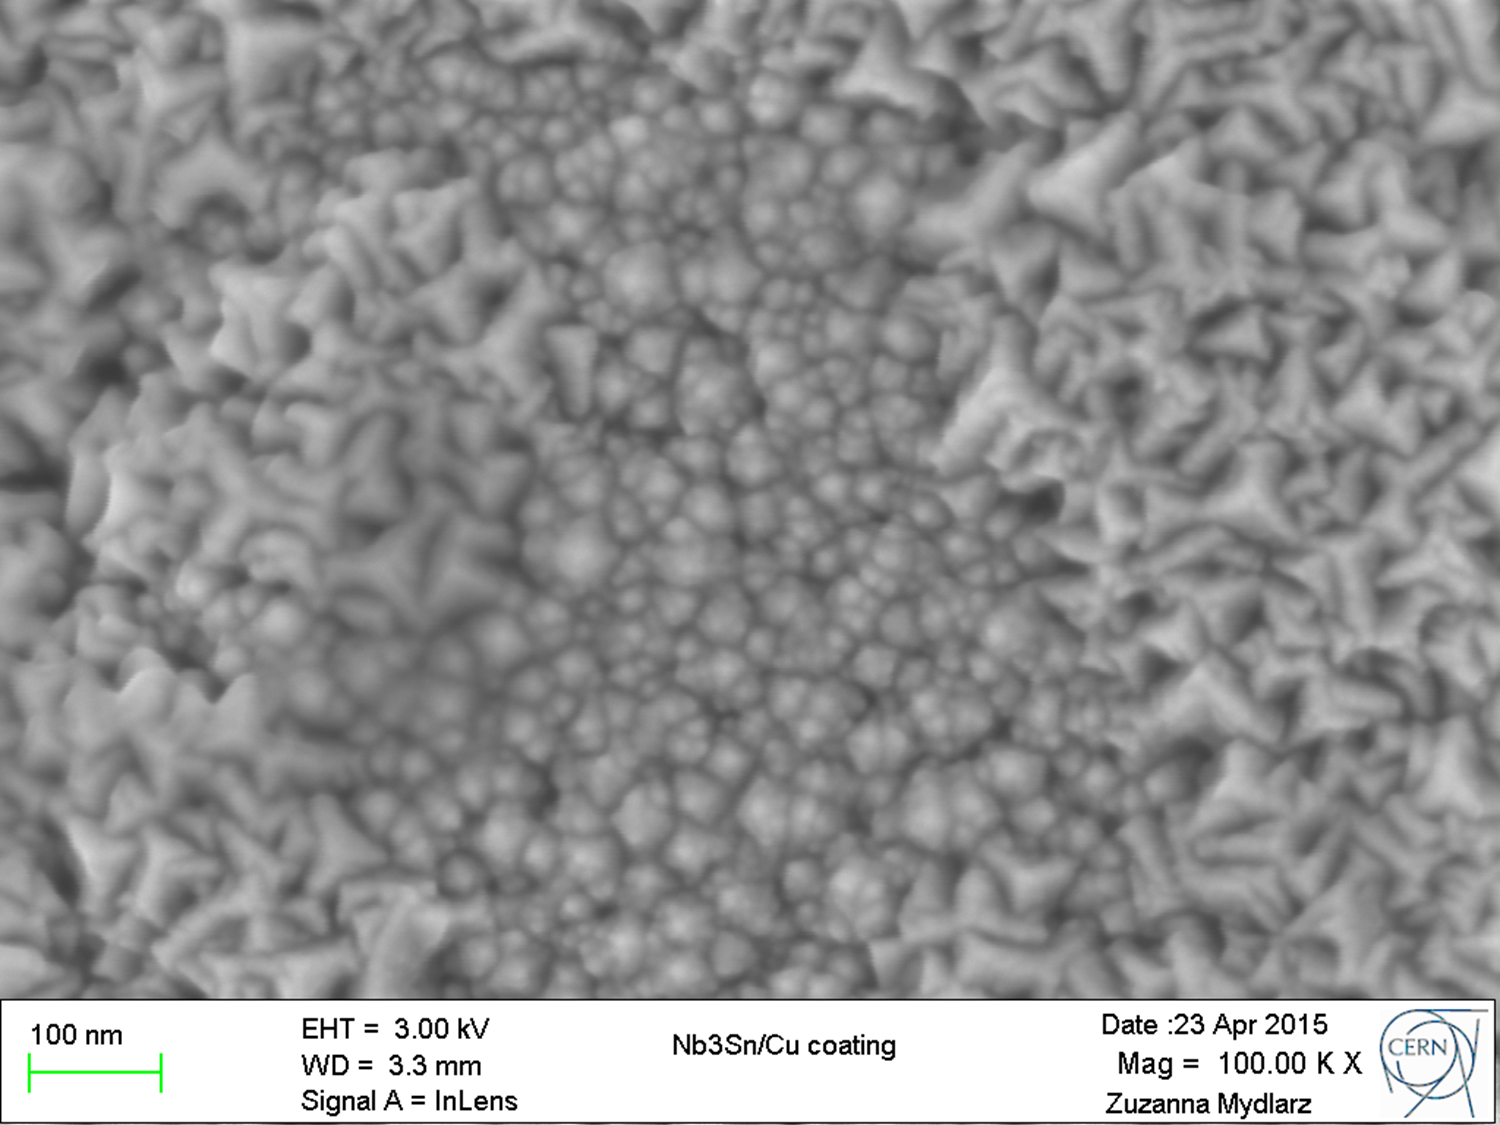 100 nm
EHT = 3.00 kV
WD = 3.3 mm
Signal A = InLens
Nb3Sn/Cu coating
Date :23 Apr 2015
Mag = 100.00 K X
Zuzanna Mydlarz
CERN